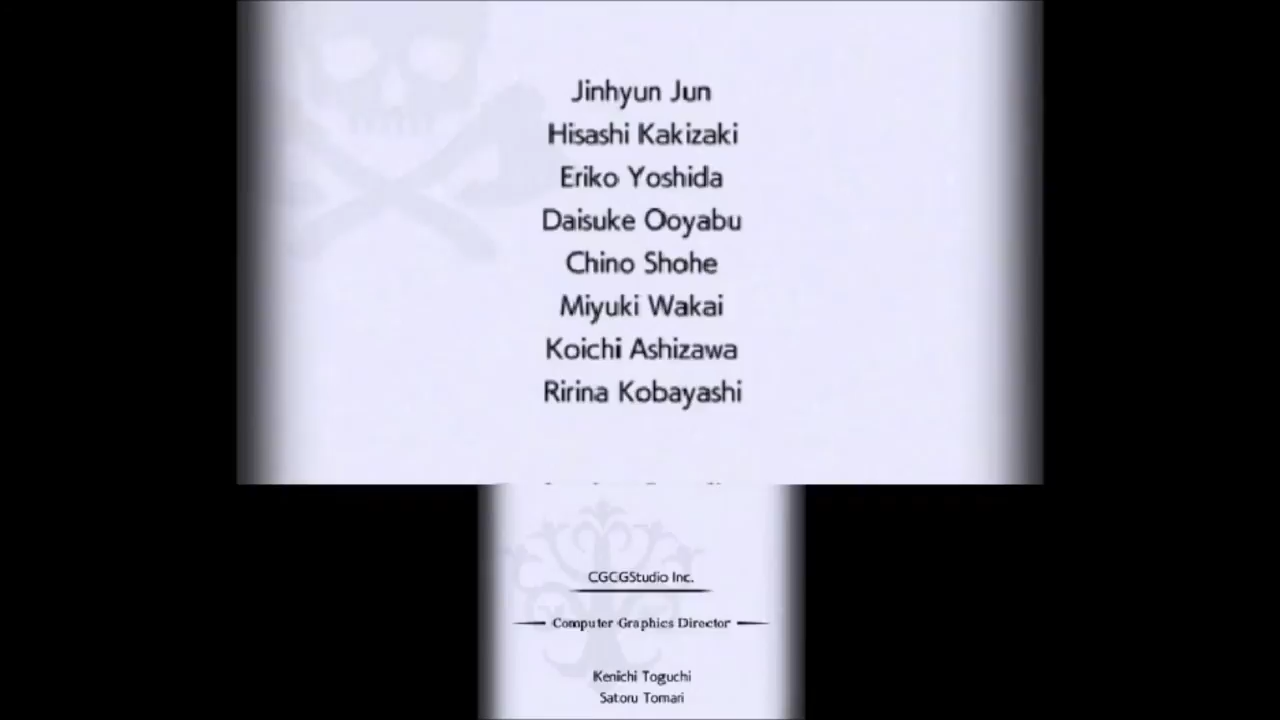 Jinhyun Jun
Hisashi Kakizaki
Eriko Yoshida
Daisuke Ooyabu
Chino Shohe
Miyuki Wakai
Koichi Ashizawa
Ririna Kobayashi
CGCGStudio Inc.
Computer Graphics Director
Kenichi Toguchi
Satoru Tomari